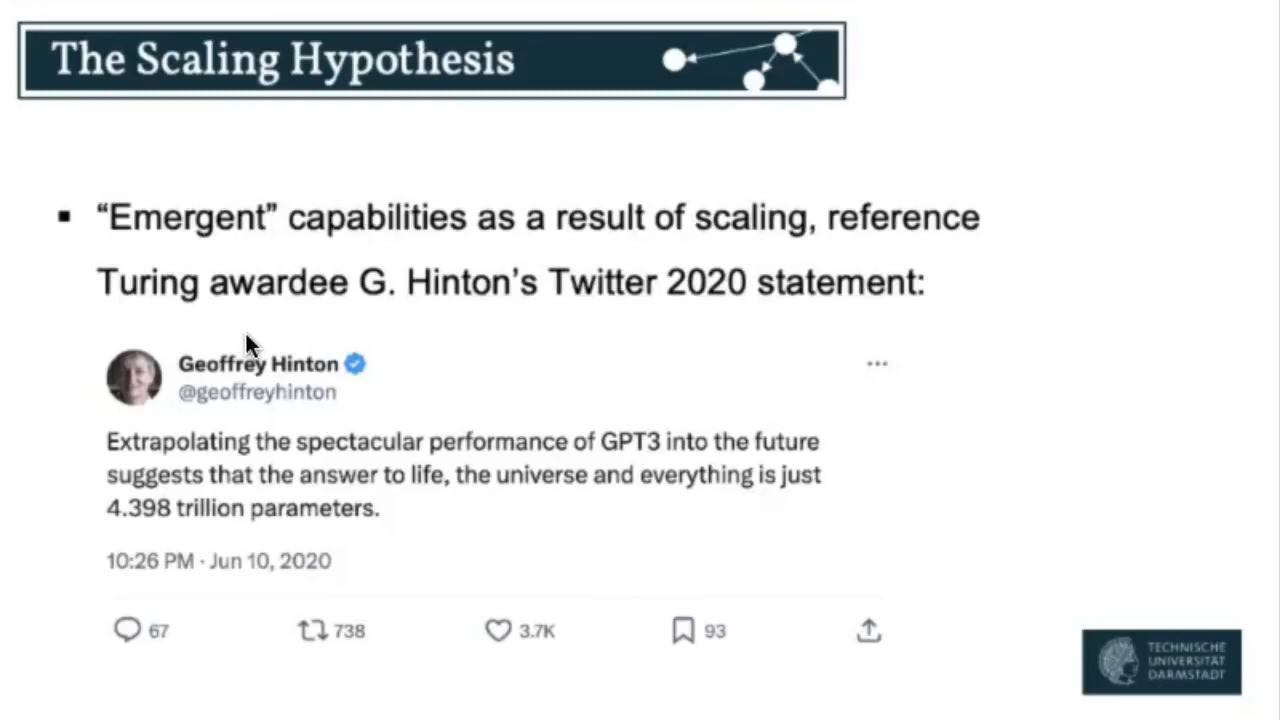 The Scaling Hypothesis
“Emergent” capabilities as a result of scaling, reference
Turing awardee G. Hinton’s Twitter 2020 statement:
Geoffrey Hinton
@geoffreyhinton
Extrapolating the spectacular performance of GPT3 into the future
suggests that the answer to life, the universe and everything is just
4.398 trillion parameters.
10:26 PM · Jun 10, 2020
67 738 3.7K 93
TECHNISCHE
UNIVERSITÄT
DARMSTADT